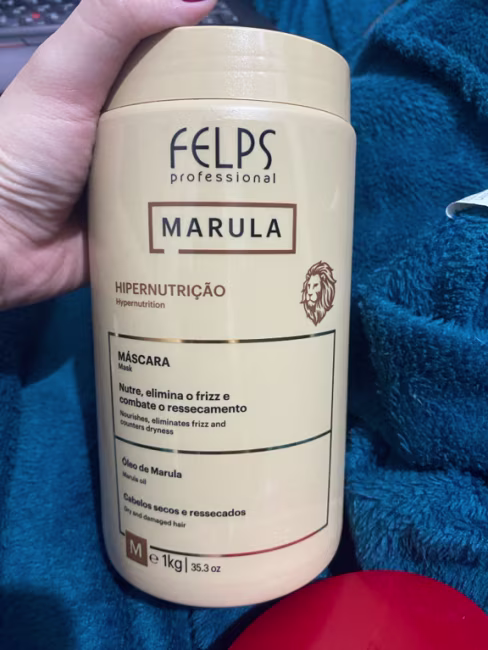 FELPS
professional
MARULA
HIPERNUTRIÇÃO
Hypernutrition
MÁSCARA
Mask
Nutre, elimina o frizz e
combate o ressecamento
Nourishes, eliminates frizz and
counters dryness
Óleo de Marula
Marula oil
Cabelos secos e ressecados
Dry and damaged hair
M e 1kg | 35.3 oz